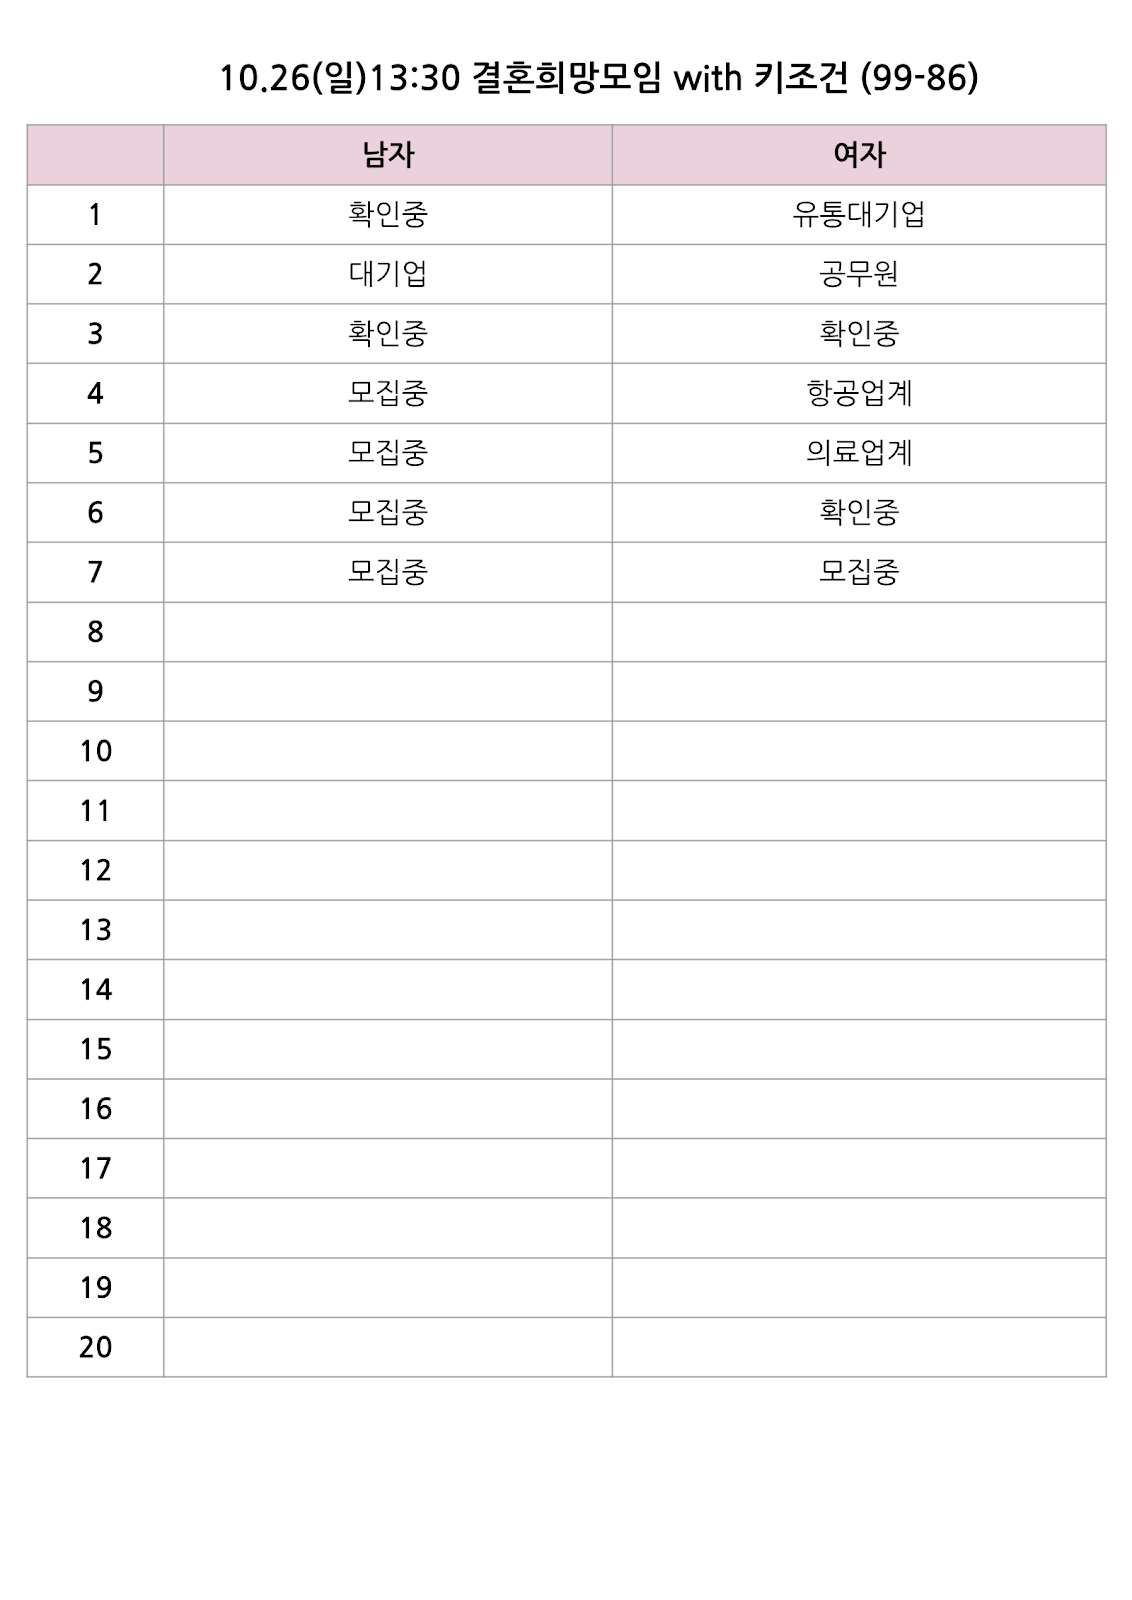 10.26(일)13:30 결혼희망모임 with 키조건 (99-86)
남자 여자
1 확인중 유통대기업
2 대기업 공무원
3 확인중 확인중
4 모집중 항공업계
5 모집중 의료업계
6 모집중 확인중
7 모집중 모집중
8
9
10
11
12
13
14
15
16
17
18
19
20